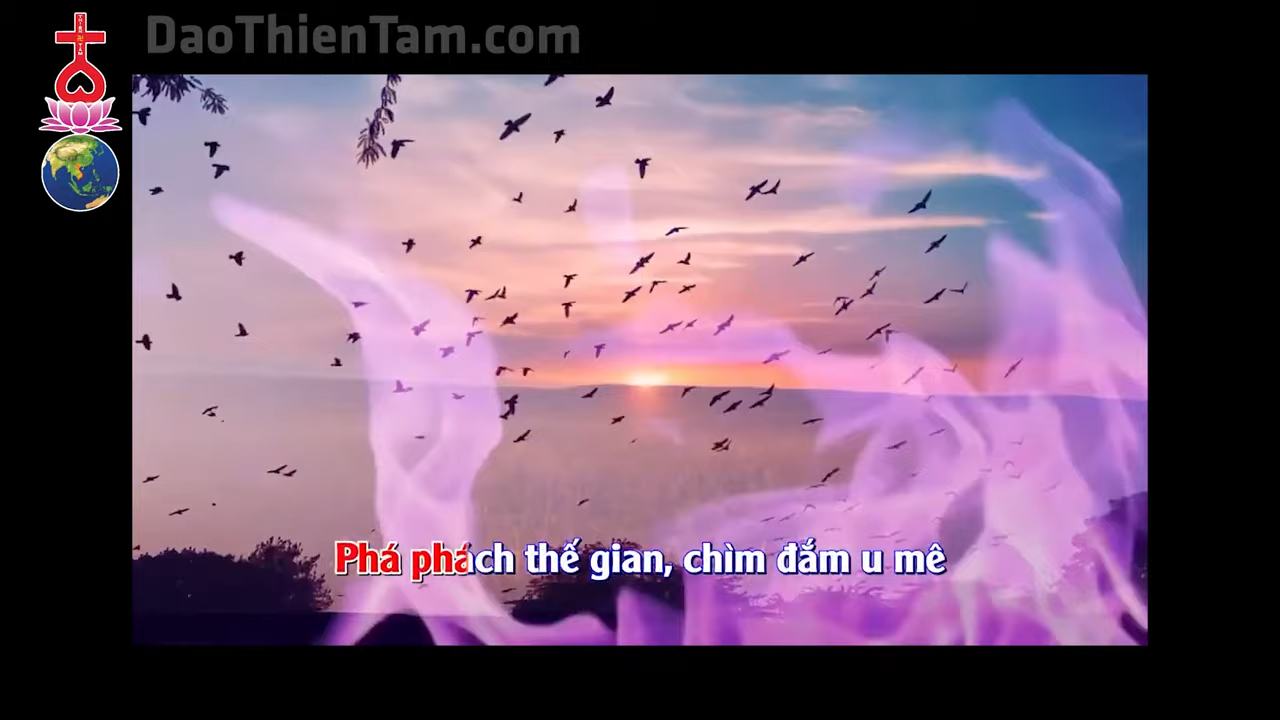 DaoThienTam.com
Phá phách thế gian, chìm đắm u mê